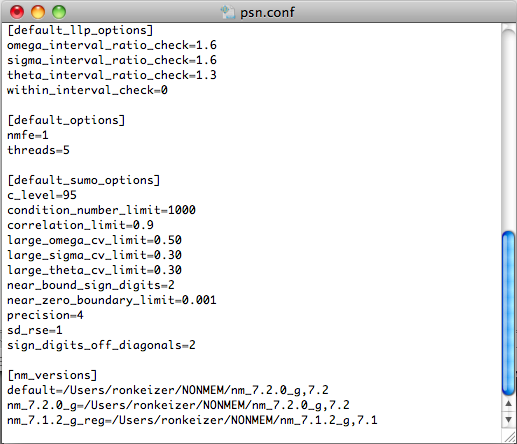 psn.conf
[default_llp_options]
omega_interval_ratio_check=1.6
sigma_interval_ratio_check=1.6
theta_interval_ratio_check=1.3
within_interval_check=0
[default_options]
nmfe=1
threads=5
[default_sumo_options]
c_level=95
condition_number_limit=1000
correlation_limit=0.9
large_omega_cv_limit=0.50
large_sigma_cv_limit=0.30
large_theta_cv_limit=0.30
near_bound_sign_digits=2
near_zero_boundary_limit=0.001
precision=4
sd_rse=1
sign_digits_off_diagonals=2
[nm_versions]
default=/Users/ronkeizer/NONMEM/nm_7.2.0_g,7.2
nm_7.2.0_g=/Users/ronkeizer/NONMEM/nm_7.2.0_g,7.2
nm_7.1.2_g_reg=/Users/ronkeizer/NONMEM/nm_7.1.2_g,7.1